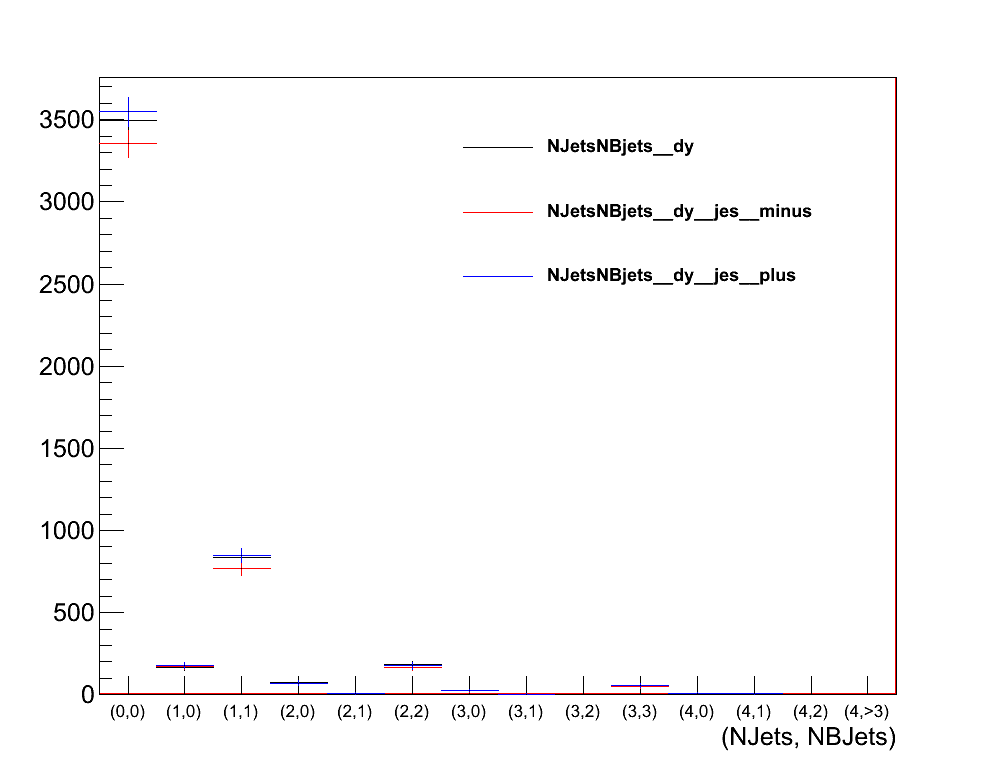 3500
3000
2500
2000
1500
1000
500
0
NJetsNBjets__dy
NJetsNBjets__dy__jes__minus
NJetsNBjets__dy__jes__plus
(0,0) (1,0) (1,1) (2,0) (2,1) (2,2) (3,0) (3,1) (3,2) (3,3) (4,0) (4,1) (4,2) (4,>3)
(NJets, NBJets)